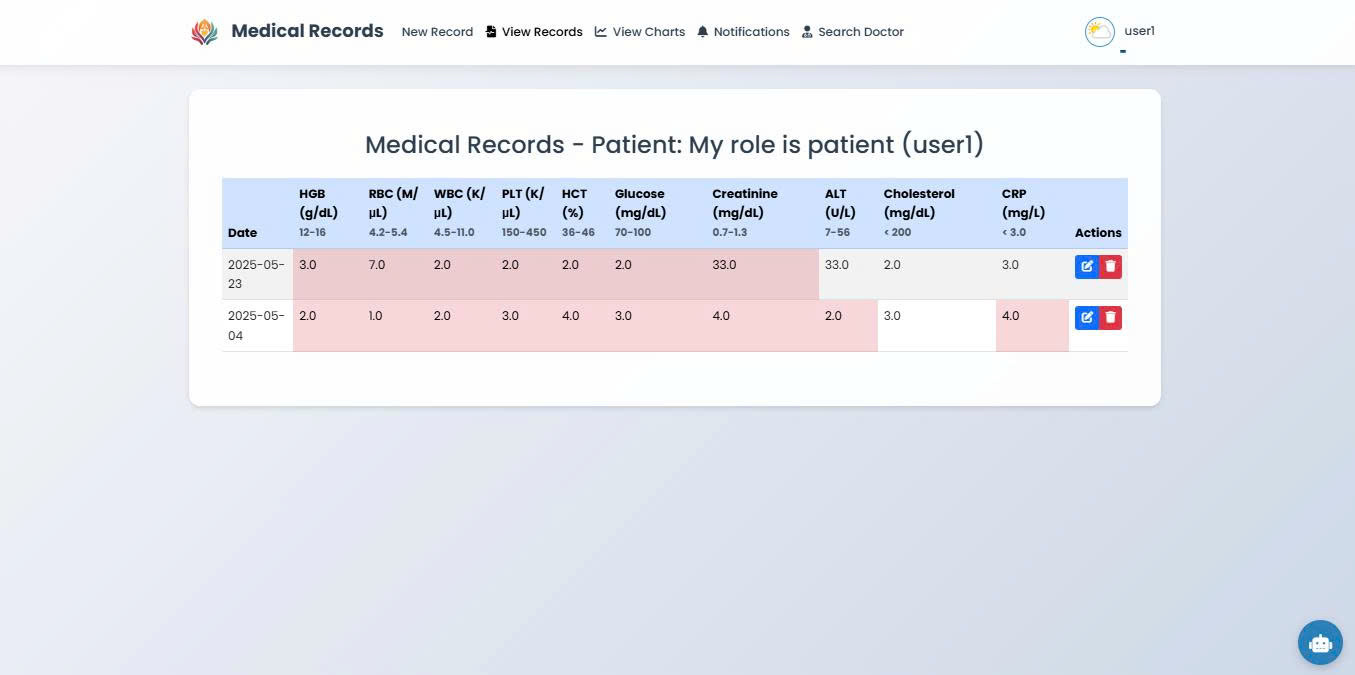 Medical Records New Record View Records View Charts Notifications Search Doctor user1
Medical Records - Patient: My role is patient (user1)
Date HGB (g/dL) 12-16 RBC (M/µL) 4.2-5.4 WBC (K/µL) 4.5-11.0 PLT (K/µL) 150-450 HCT (%) 36-46 Glucose (mg/dL) 70-100 Creatinine (mg/dL) 0.7-1.3 ALT (U/L) 7-56 Cholesterol (mg/dL) < 200 CRP (mg/L) < 3.0 Actions
2025-05-23 3.0 7.0 2.0 2.0 2.0 2.0 33.0 33.0 2.0 3.0
2025-05-04 2.0 1.0 2.0 3.0 4.0 3.0 4.0 2.0 3.0 4.0